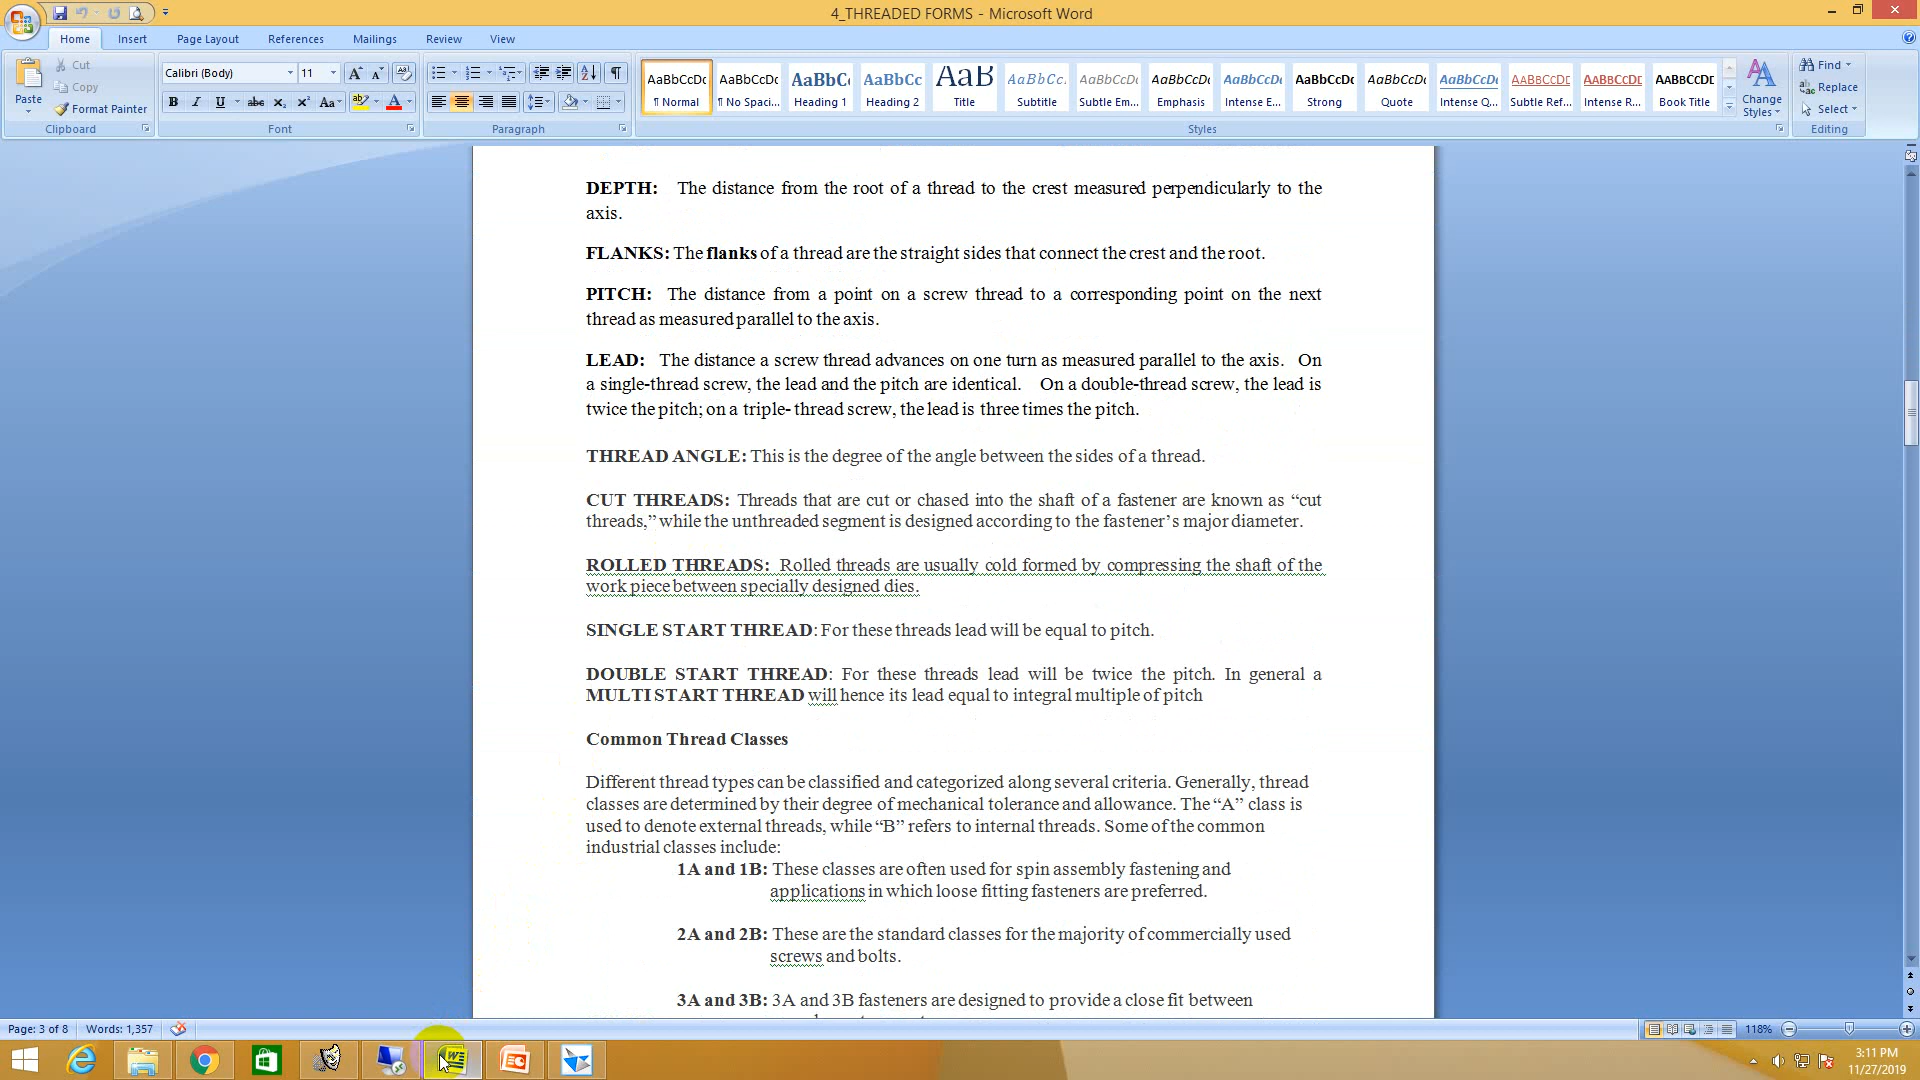 4_THREADED FORMS - Microsoft Word
Home Insert Page Layout References Mailings Review View
Paste
Cut
Copy
Format Painter
Clipboard
Calibri (Body) 11
Font
Paragraph
AaBbCcDc AaBbCcDc AaBbC AaBbCc AaB AaBbCc. AaBbCcDc AaBbCcDc AaBbCcDc AaBbCcDc AaBbCcDc AaBbCcDc AABBCCDD AABBCCDD AABBCCDD
¶ Normal ¶ No Spaci... Heading 1 Heading 2 Title Subtitle Subtle Em... Emphasis Intense E... Strong Quote Intense Q... Subtle Ref... Intense R... Book Title
Change Styles
Styles
Find
Replace
Select
Editing
DEPTH: The distance from the root of a thread to the crest measured perpendicularly to the
axis.
FLANKS: The flanks of a thread are the straight sides that connect the crest and the root.
PITCH: The distance from a point on a screw thread to a corresponding point on the next
thread as measured parallel to the axis.
LEAD: The distance a screw thread advances on one turn as measured parallel to the axis. On
a single-thread screw, the lead and the pitch are identical. On a double-thread screw, the lead is
twice the pitch; on a triple- thread screw, the lead is three times the pitch.
THREAD ANGLE: This is the degree of the angle between the sides of a thread.
CUT THREADS: Threads that are cut or chased into the shaft of a fastener are known as “cut
threads,” while the unthreaded segment is designed according to the fastener’s major diameter.
ROLLED THREADS: Rolled threads are usually cold formed by compressing the shaft of the
work piece between specially designed dies.
SINGLE START THREAD: For these threads lead will be equal to pitch.
DOUBLE START THREAD: For these threads lead will be twice the pitch. In general a
MULTI START THREAD will hence its lead equal to integral multiple of pitch
Common Thread Classes
Different thread types can be classified and categorized along several criteria. Generally, thread
classes are determined by their degree of mechanical tolerance and allowance. The “A” class is
used to denote external threads, while “B” refers to internal threads. Some of the common
industrial classes include:
1A and 1B: These classes are often used for spin assembly fastening and
applications in which loose fitting fasteners are preferred.
2A and 2B: These are the standard classes for the majority of commercially used
screws and bolts.
3A and 3B: 3A and 3B fasteners are designed to provide a close fit between
Page: 3 of 8 Words: 1,357 118%
3:11 PM
11/27/2019